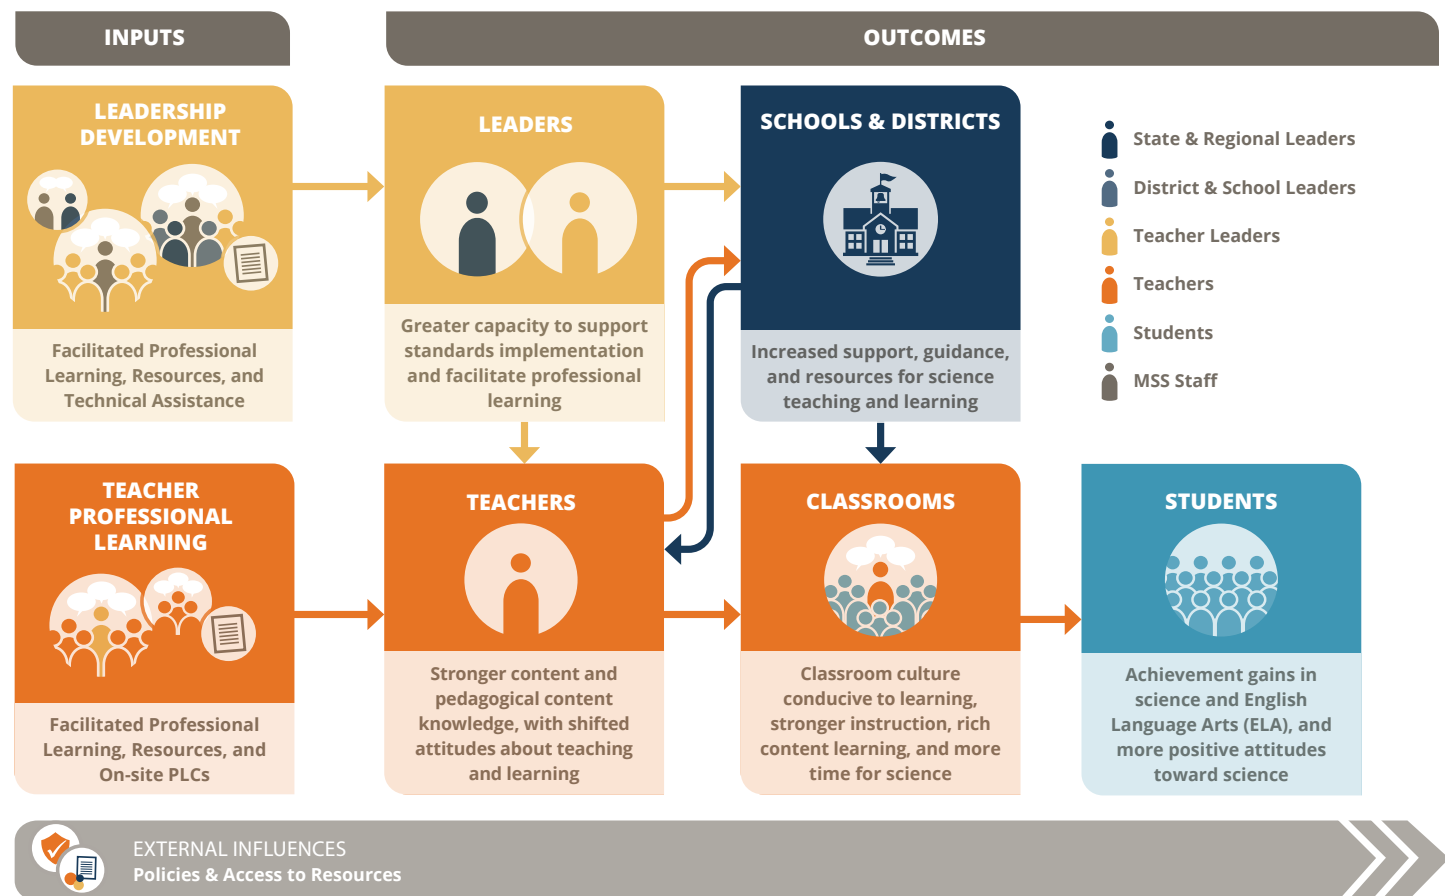 INPUTS
OUTCOMES
LEADERSHIP
DEVELOPMENT
Facilitated Professional
Learning, Resources, and
Technical Assistance
LEADERS
Greater capacity to support
standards implementation
and facilitate professional
learning
SCHOOLS & DISTRICTS
Increased support, guidance,
and resources for science
teaching and learning
State & Regional Leaders
District & School Leaders
Teacher Leaders
Teachers
Students
MSS Staff
TEACHER
PROFESSIONAL
LEARNING
Facilitated Professional
Learning, Resources, and
On-site PLCs
TEACHERS
Stronger content and
pedagogical content
knowledge, with shifted
attitudes about teaching
and learning
CLASSROOMS
Classroom culture
conducive to learning,
stronger instruction, rich
content learning, and more
time for science
STUDENTS
Achievement gains in
science and English
Language Arts (ELA), and
more positive attitudes
toward science
EXTERNAL INFLUENCES
Policies & Access to Resources